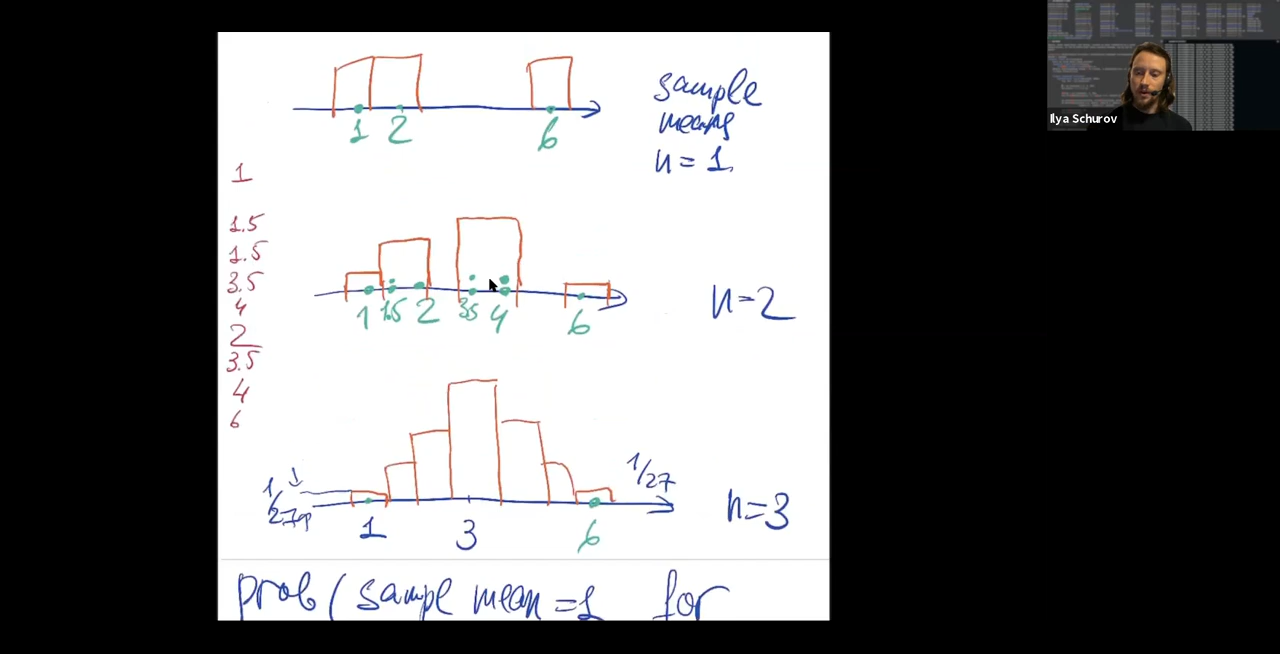 Ilya Schurov
1 2 6
sample
means
n = 1.
1
1.5
1.5
3.5
4
2
3.5
4
6
1 1.5 2 3.5 4 6
n=2
1/27
1/27
1 3 6
n=3
prob ( sample mean = 1 for